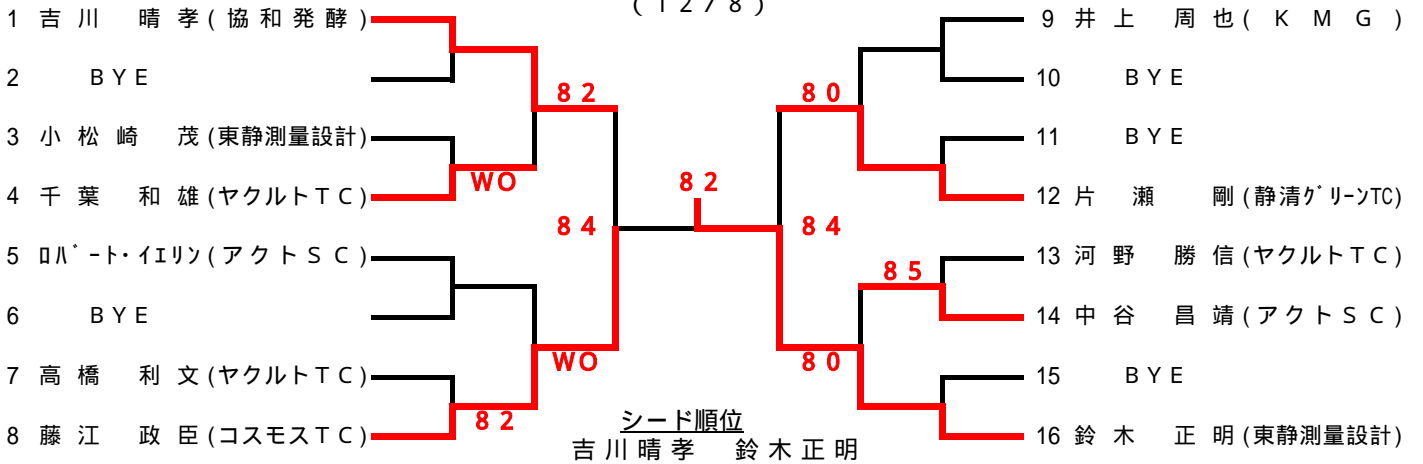 (12/8)
1 吉川 晴孝(協和発酵)
2 BYE
82
3 小松崎 茂(東静測量設計)
WO
4 千葉 和雄(ヤクルトTC)
84
5 ロバート・イエリン(アクトSC)
6 BYE
WO
7 高橋 利文(ヤクルトTC)
82
8 藤江 政臣(コスモスTC)
82
9 井上 周也(KMG)
10 BYE
80
11 BYE
12 片瀬 剛(静清グリーンTC)
84
13 河野 勝信(ヤクルトTC)
85
14 中谷 昌靖(アクトSC)
80
15 BYE
16 鈴木 正明(東静測量設計)
シード順位
吉川晴孝 鈴木正明